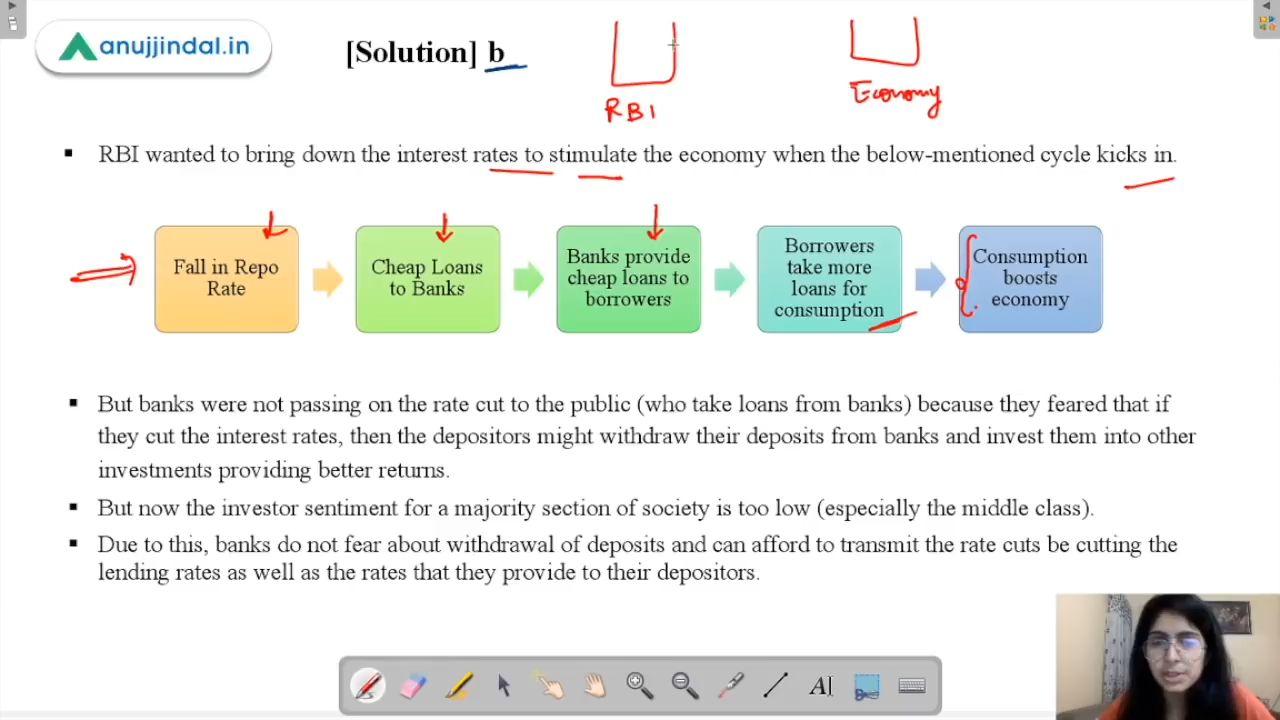 anujjindal.in
[Solution] b
RBI
Economy
▪ RBI wanted to bring down the interest rates to stimulate the economy when the below-mentioned cycle kicks in.
Fall in Repo
Rate
Cheap Loans
to Banks
Banks provide
cheap loans to
borrowers
Borrowers
take more
loans for
consumption
Consumption
boosts
economy
▪ But banks were not passing on the rate cut to the public (who take loans from banks) because they feared that if
they cut the interest rates, then the depositors might withdraw their deposits from banks and invest them into other
investments providing better returns.
▪ But now the investor sentiment for a majority section of society is too low (especially the middle class).
▪ Due to this, banks do not fear about withdrawal of deposits and can afford to transmit the rate cuts be cutting the
lending rates as well as the rates that they provide to their depositors.
A